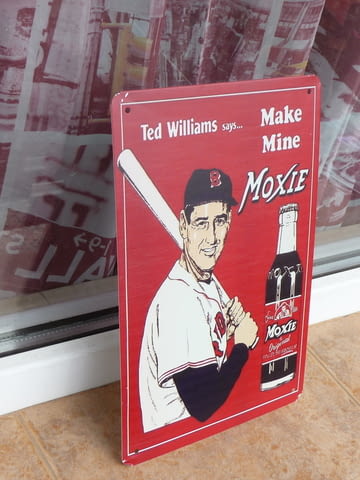 Ted Williams says... Make
Mine
MOXIE
B
MOXIE
Original